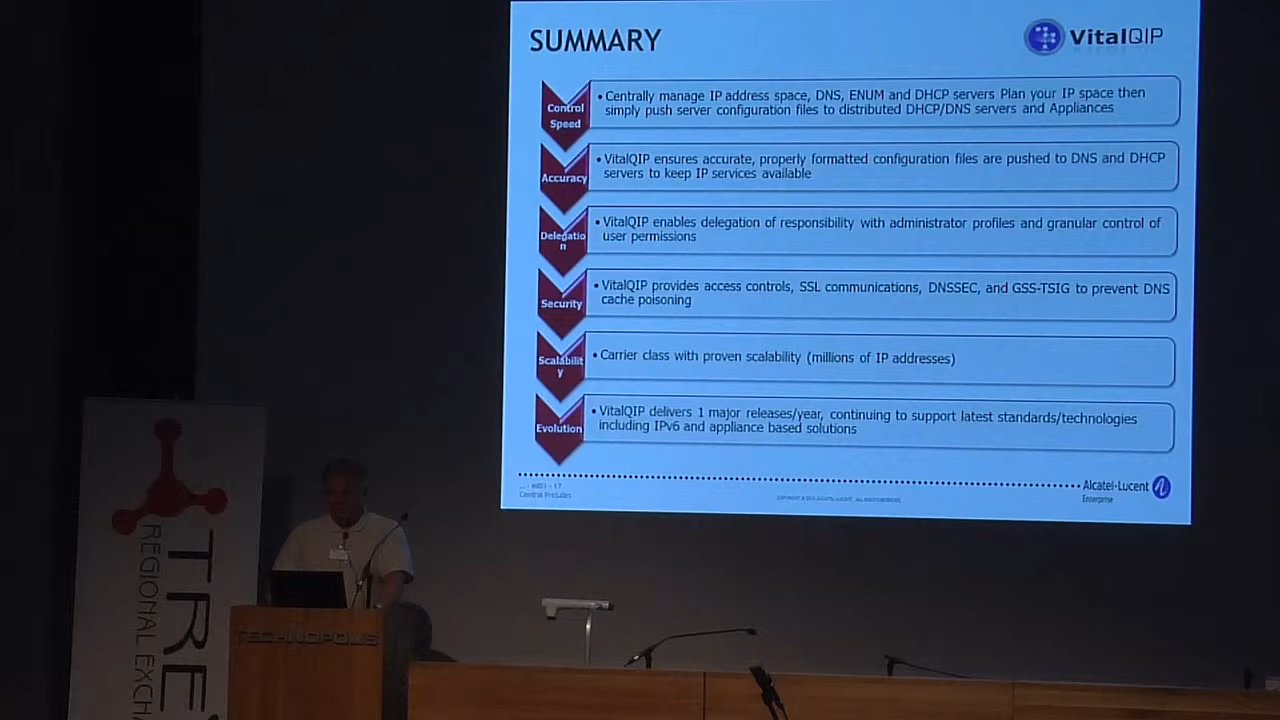 SUMMARY
VitalQIP
Control
Speed
• Centrally manage IP address space, DNS, ENUM and DHCP servers Plan your IP space then
simply push server configuration files to distributed DHCP/DNS servers and Appliances
Accuracy
• VitalQIP ensures accurate, properly formatted configuration files are pushed to DNS and DHCP
servers to keep IP services available
Delegatio
n
• VitalQIP enables delegation of responsibility with administrator profiles and granular control of
user permissions
Security
• VitalQIP provides access controls, SSL communications, DNSSEC, and GSS-TSIG to prevent DNS
cache poisoning
Scalabilit
y
• Carrier class with proven scalability (millions of IP addresses)
Evolution
• VitalQIP delivers 1 major releases/year, continuing to support latest standards/technologies
including IPv6 and appliance based solutions
Central PreSales
Alcatel·Lucent
Enterprise
TRE
REGIONAL EXCH
TECHNOPOLIS